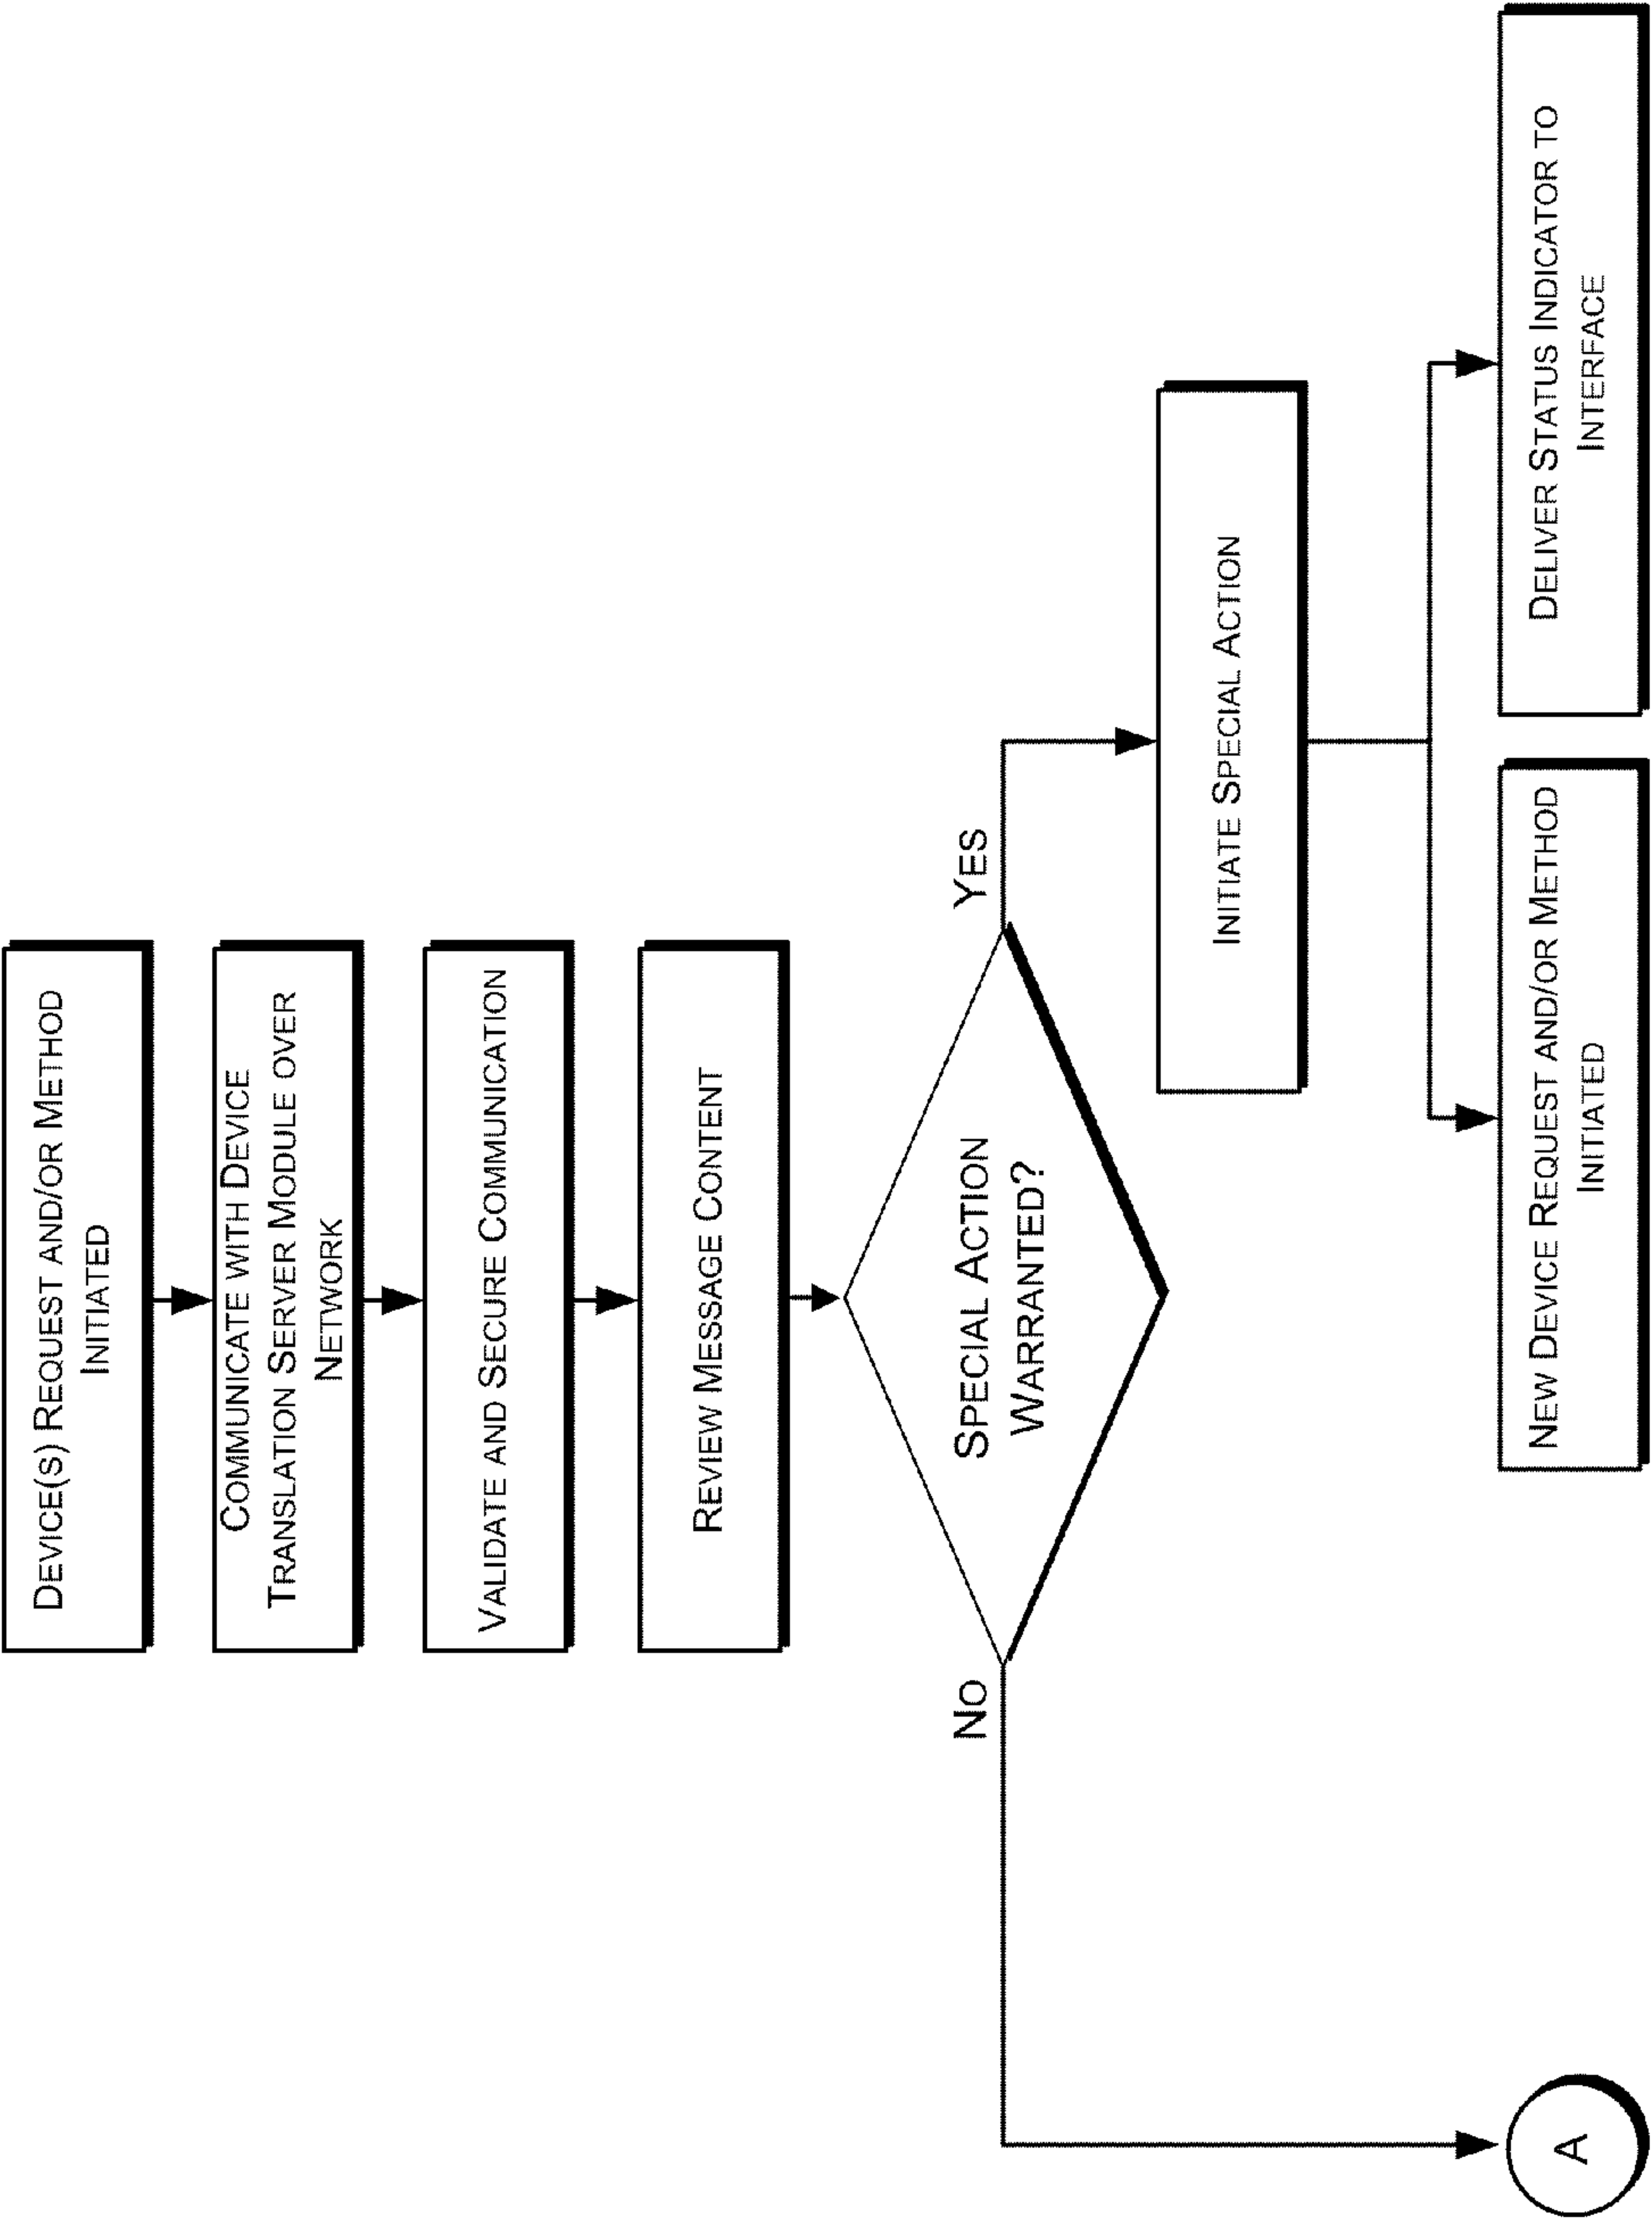 DEVICE(S) REQUEST AND/OR METHOD
INITIATED
COMMUNICATE WITH DEVICE
TRANSLATION SERVER MODULE OVER
NETWORK
VALIDATE AND SECURE COMMUNICATION
REVIEW MESSAGE CONTENT
SPECIAL ACTION
WARRANTED?
NO
YES
INITIATE SPECIAL ACTION
A
NEW DEVICE REQUEST AND/OR METHOD
INITIATED
DELIVER STATUS INDICATOR TO
INTERFACE